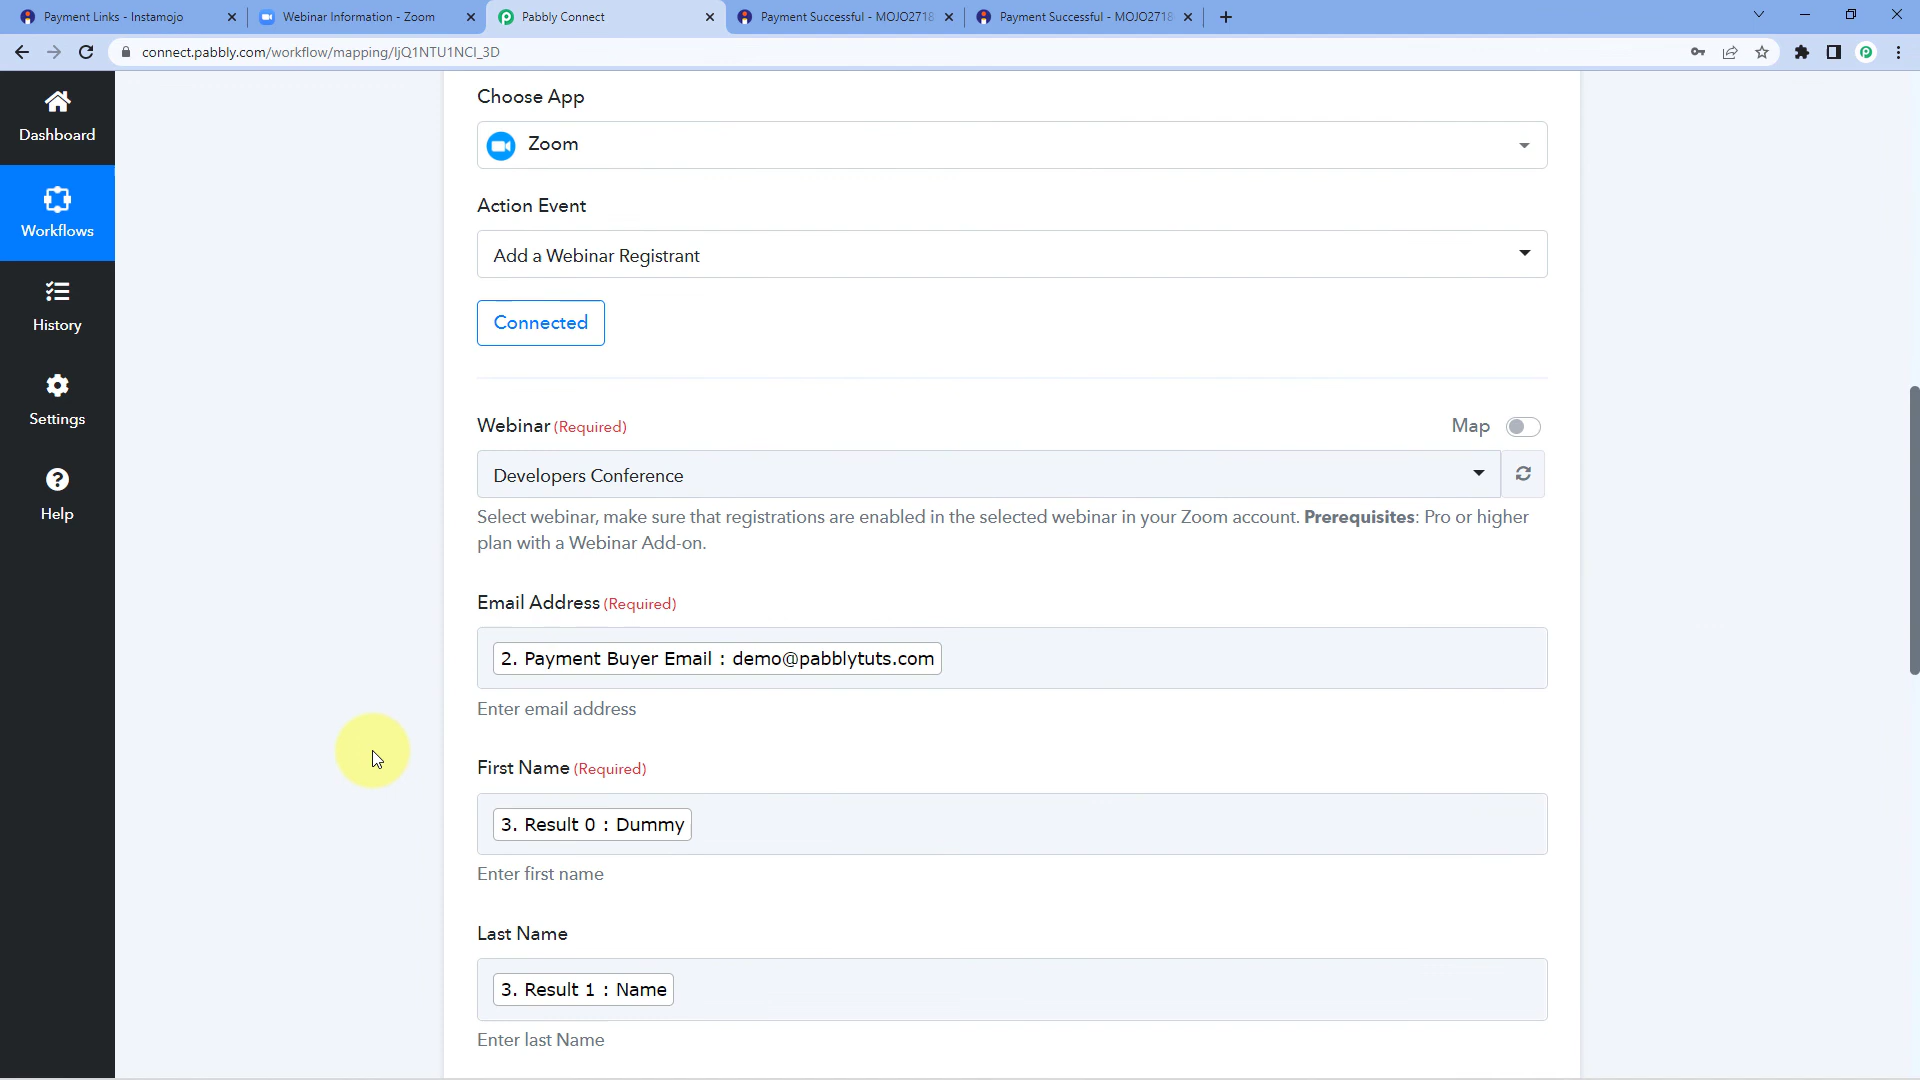 Payment Links - Instamojo
Webinar Information - Zoom
Pabbly Connect
Payment Successful - MOJO2718
Payment Successful - MOJO2718
connect.pabbly.com/workflow/mapping/IjQ1NTU1NCI_3D
Dashboard
Workflows
History
Settings
Help
Choose App
Zoom
Action Event
Add a Webinar Registrant
Connected
Webinar (Required)
Map
Developers Conference
Select webinar, make sure that registrations are enabled in the selected webinar in your Zoom account. Prerequisites: Pro or higher
plan with a Webinar Add-on.
Email Address (Required)
2. Payment Buyer Email : demo@pabblytuts.com
Enter email address
First Name (Required)
3. Result 0 : Dummy
Enter first name
Last Name
3. Result 1 : Name
Enter last Name